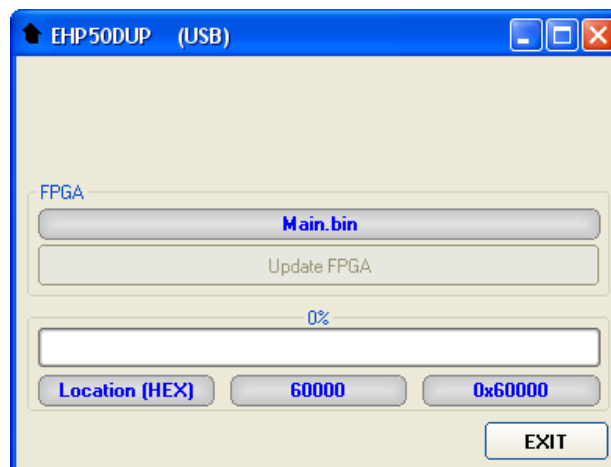 EHP50DUP (USB)
FPGA
Main.bin
Update FPGA
0%
Location (HEX) 60000 0x60000
EXIT